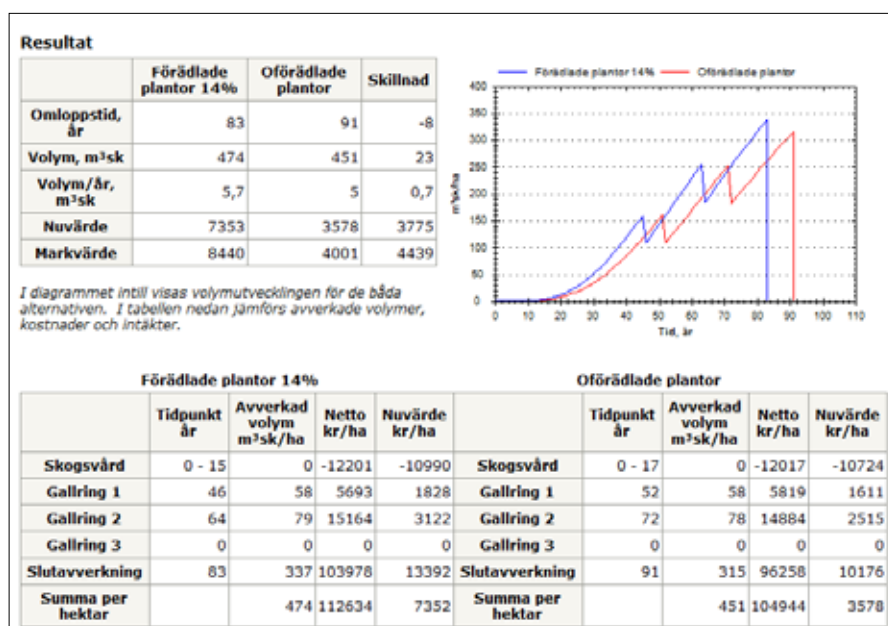 Resultat
Förädlade plantor 14% Oförädlade plantor Skillnad
Omloppstid, år 83 91 -8
Volym, m³sk 474 451 23
Volym/år, m³sk 5,7 5 0,7
Nuvärde 7353 3578 3775
Markvärde 8440 4001 4439
I diagrammet intill visas volymutvecklingen för de båda
alternativen. I tabellen nedan jämförs avverkade volymer,
kostnader och intäkter.
Förädlade plantor 14% Oförädlade plantor
400
350
300
250
200
150
100
50
0
m³sk/ha
0 10 20 30 40 50 60 70 80 90 100 110
Tid, år
Förädlade plantor 14% Oförädlade plantor
Tidpunkt år Avverkad volym m³sk/ha Netto kr/ha Nuvärde kr/ha Tidpunkt år Avverkad volym m³sk/ha Netto kr/ha Nuvärde kr/ha
Skogsvård 0 - 15 0 -12201 -10990 Skogsvård 0 - 17 0 -12017 -10724
Gallring 1 46 58 5693 1828 Gallring 1 52 58 5819 1611
Gallring 2 64 79 15164 3122 Gallring 2 72 78 14884 2515
Gallring 3 0 0 0 0 Gallring 3 0 0 0 0
Slutavverkning 83 337 103978 13392 Slutavverkning 91 315 96258 10176
Summa per hektar 474 112634 7352 Summa per hektar 451 104944 3578